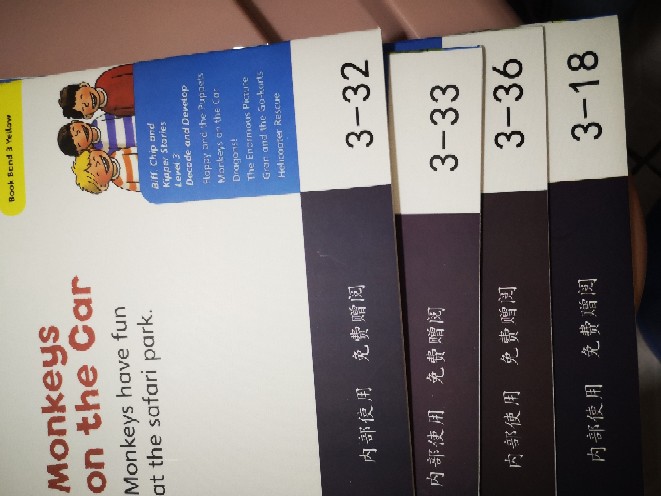 Book Band 3 Yellow
Biff, Chip and
Kipper Stories
Level 3
Decode and Develop
Floppy and the Puppets
Monkeys on the Car
Dragons!
The Enormous Picture
Gran and the Go-karts
Helicopter Rescue
Monkeys
on the Car
Monkeys have fun
at the safari park.
3-32
内部使用 免费赠阅
3-33
内部使用 免费赠阅
3-36
内部使用 免费赠阅
3-18
内部使用 免费赠阅